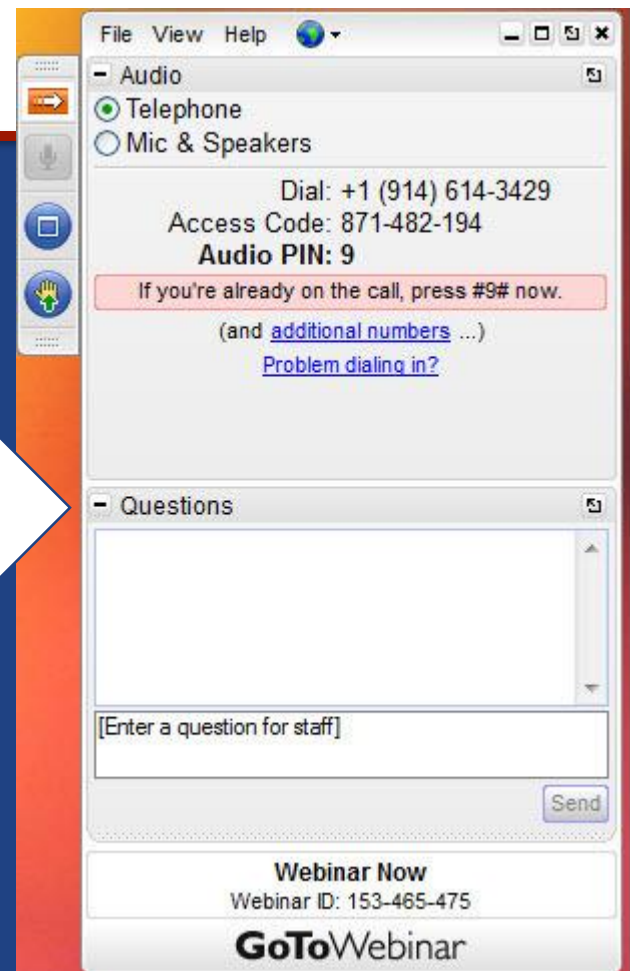 File View Help
Audio
Telephone
Mic & Speakers
Dial: +1 (914) 614-3429
Access Code: 871-482-194
Audio PIN: 9
If you're already on the call, press #9# now.
(and additional numbers ...)
Problem dialing in?
Questions
[Enter a question for staff]
Send
Webinar Now
Webinar ID: 153-465-475
GoToWebinar